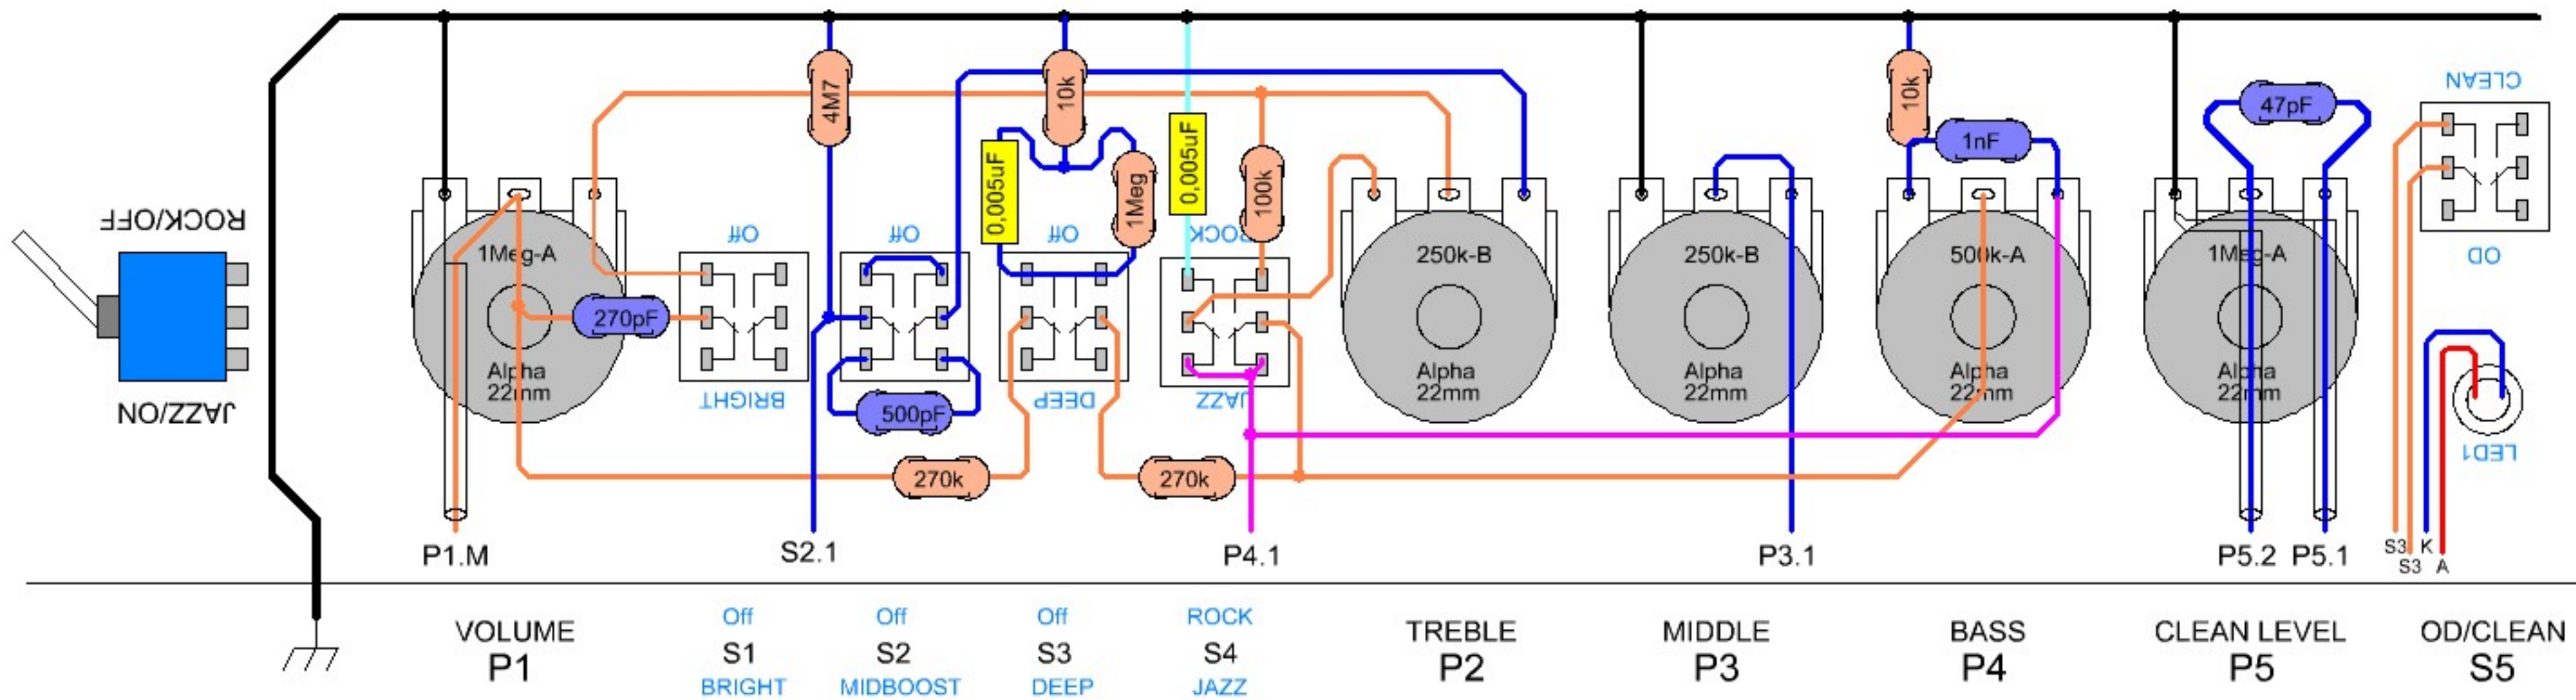 CLEAN
4M7
10k
10k
47pF
0,005uF
1Meg
0,005uF
100k
1nF
ROCK/OFF
Off
Off
Off
ROCK
1Meg-A
250k-B
250k-B
500k-A
1Meg-A
OD
270pF
Alpha
22mm
Alpha
22mm
Alpha
22mm
Alpha
22mm
Alpha
22mm
JAZZ/ON
BRIGHT
500pF
DEEP
JAZZ
LED1
270k
270k
P1.M
S2.1
P4.1
P3.1
P5.2
P5.1
S3
K
S3
A
Off
Off
Off
ROCK
VOLUME
P1
S1
S2
S3
S4
TREBLE
P2
MIDDLE
P3
BASS
P4
CLEAN LEVEL
P5
OD/CLEAN
S5
BRIGHT
MIDBOOST
DEEP
JAZZ